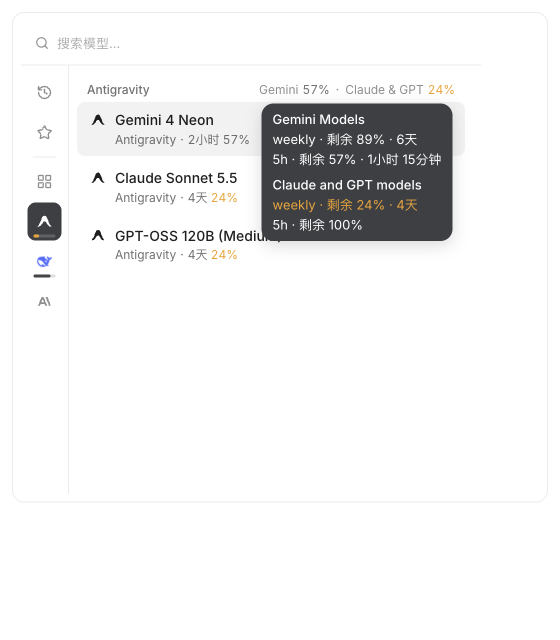 搜索模型...
Antigravity
Gemini 57% · Claude & GPT 24%
Gemini 4 Neon
Antigravity · 2小时 57%
Claude Sonnet 5.5
Antigravity · 4天 24%
GPT-OSS 120B (Medium)
Antigravity · 4天 24%
Gemini Models
weekly · 剩余 89% · 6天
5h · 剩余 57% · 1小时 15分钟
Claude and GPT models
weekly · 剩余 24% · 4天
5h · 剩余 100%